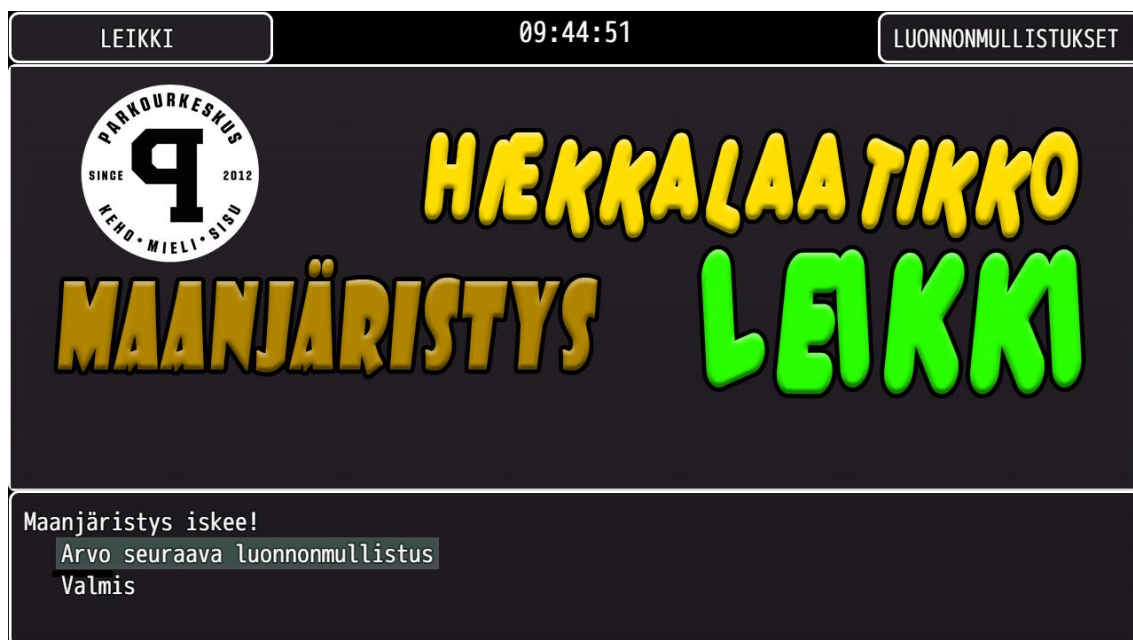 LEIKKI
09:44:51
LUONNONMULLISTUKSET
PARKOURKESKUS
SINCE 2012
KEHO · MIELI · SISU
HIEKKALAATIKKO
LEIKKI
MAANJÄRISTYS
Maanjäristys iskee!
Arvo seuraava luonnonmullistus
Valmis